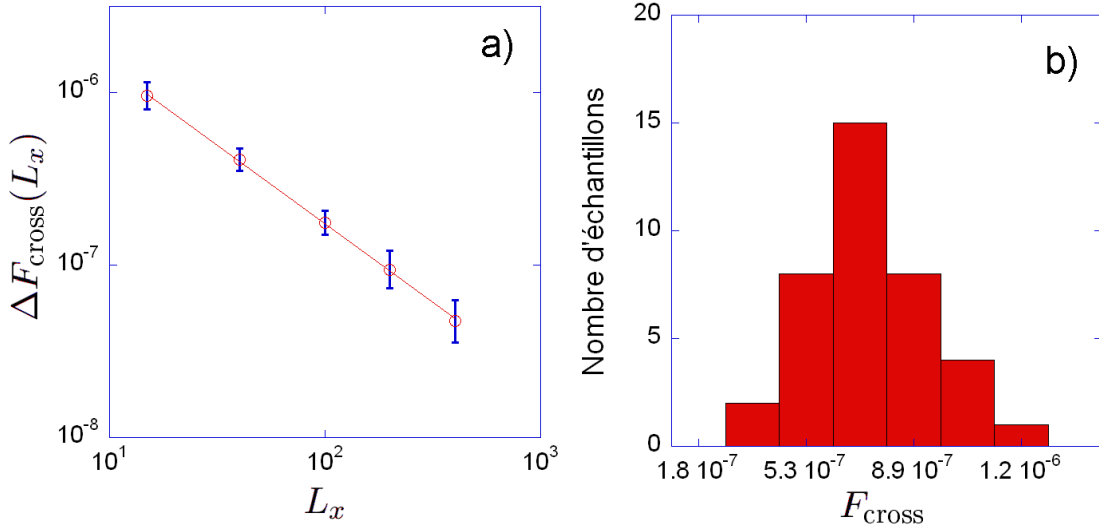 a)
10^-6
10^-7
10^-8
10^1
10^2
10^3
ΔF_cross(L_x)
L_x
b)
20
15
10
5
0
Nombre d'échantillons
1.8 10^-7
5.3 10^-7
8.9 10^-7
1.2 10^-6
F_cross